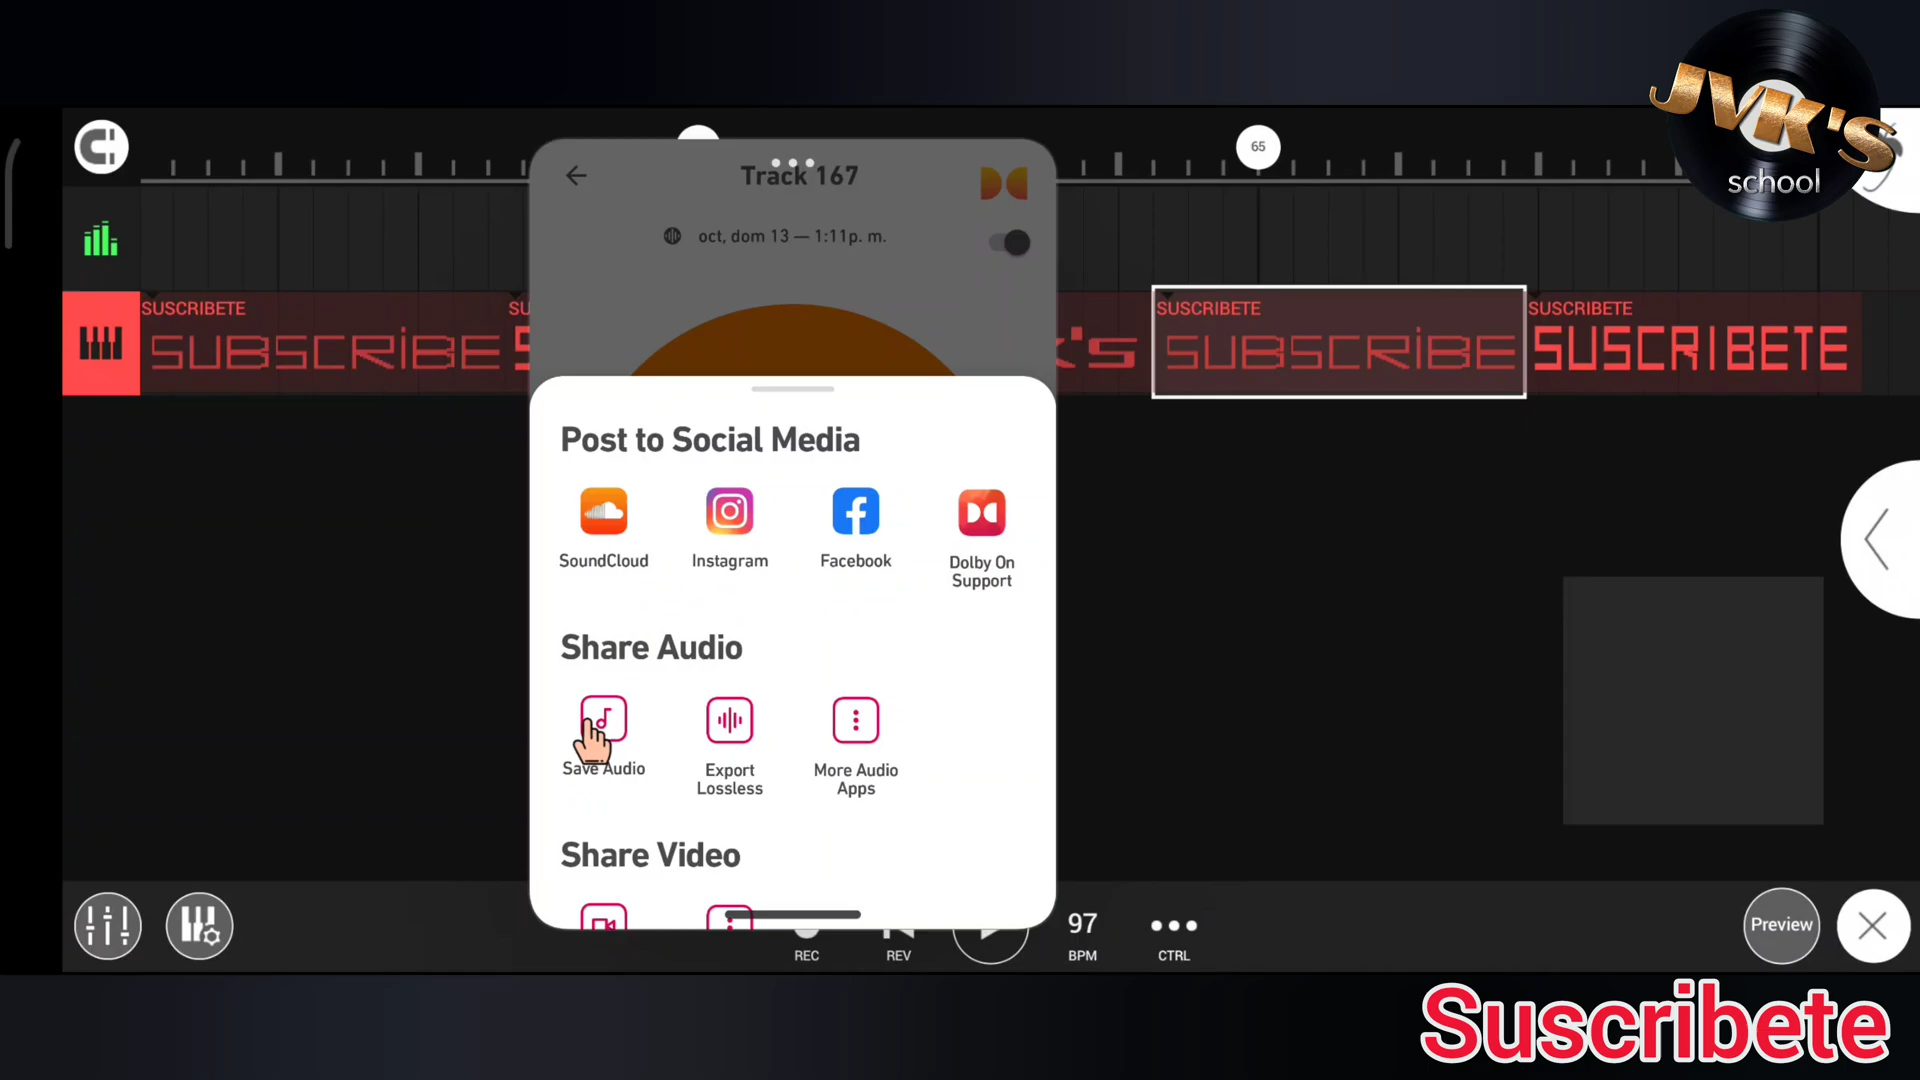 JVK'S
school
65
Track 167
oct, dom 13 — 1:11p. m.
SUSCRIBETE
SU
SUSCRIBETE
SUSCRIBETE
SUBSCRIBE
K's
SUBSCRIBE
SUSCRIBETE
Post to Social Media
SoundCloud
Instagram
Facebook
Dolby On
Support
Share Audio
Save Audio
Export
Lossless
More Audio
Apps
Share Video
REC
REV
97
BPM
CTRL
Preview
Suscribete